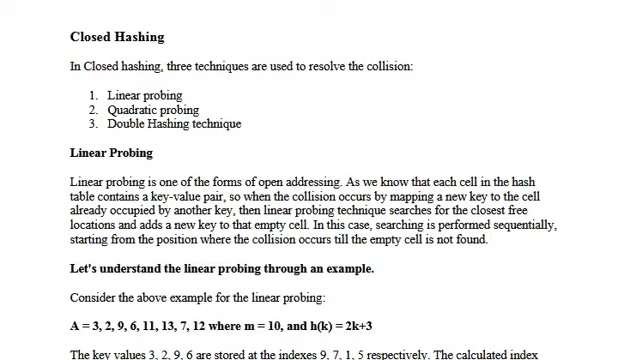 Closed Hashing
In Closed hashing, three techniques are used to resolve the collision:
1. Linear probing
2. Quadratic probing
3. Double Hashing technique
Linear Probing
Linear probing is one of the forms of open addressing. As we know that each cell in the hash
table contains a key-value pair, so when the collision occurs by mapping a new key to the cell
already occupied by another key, then linear probing technique searches for the closest free
locations and adds a new key to that empty cell. In this case, searching is performed sequentially,
starting from the position where the collision occurs till the empty cell is not found.
Let's understand the linear probing through an example.
Consider the above example for the linear probing:
A = 3, 2, 9, 6, 11, 13, 7, 12 where m = 10, and h(k) = 2k+3
The key values 3, 2, 9, 6 are stored at the indexes 9, 7, 1, 5 respectively. The calculated index